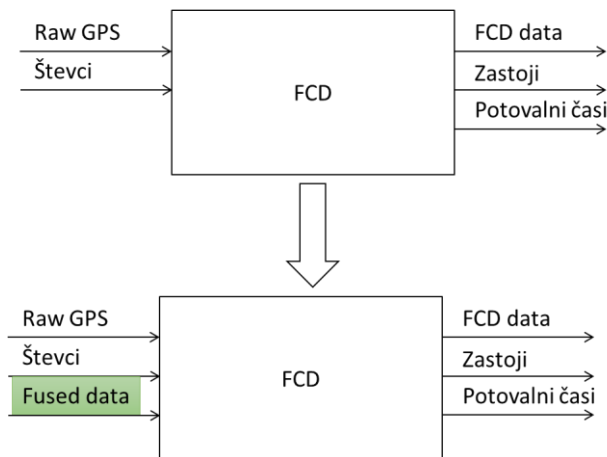 Raw GPS
Števci
FCD
FCD data
Zastoji
Potovalni časi
Raw GPS
Števci
Fused data
FCD
FCD data
Zastoji
Potovalni časi